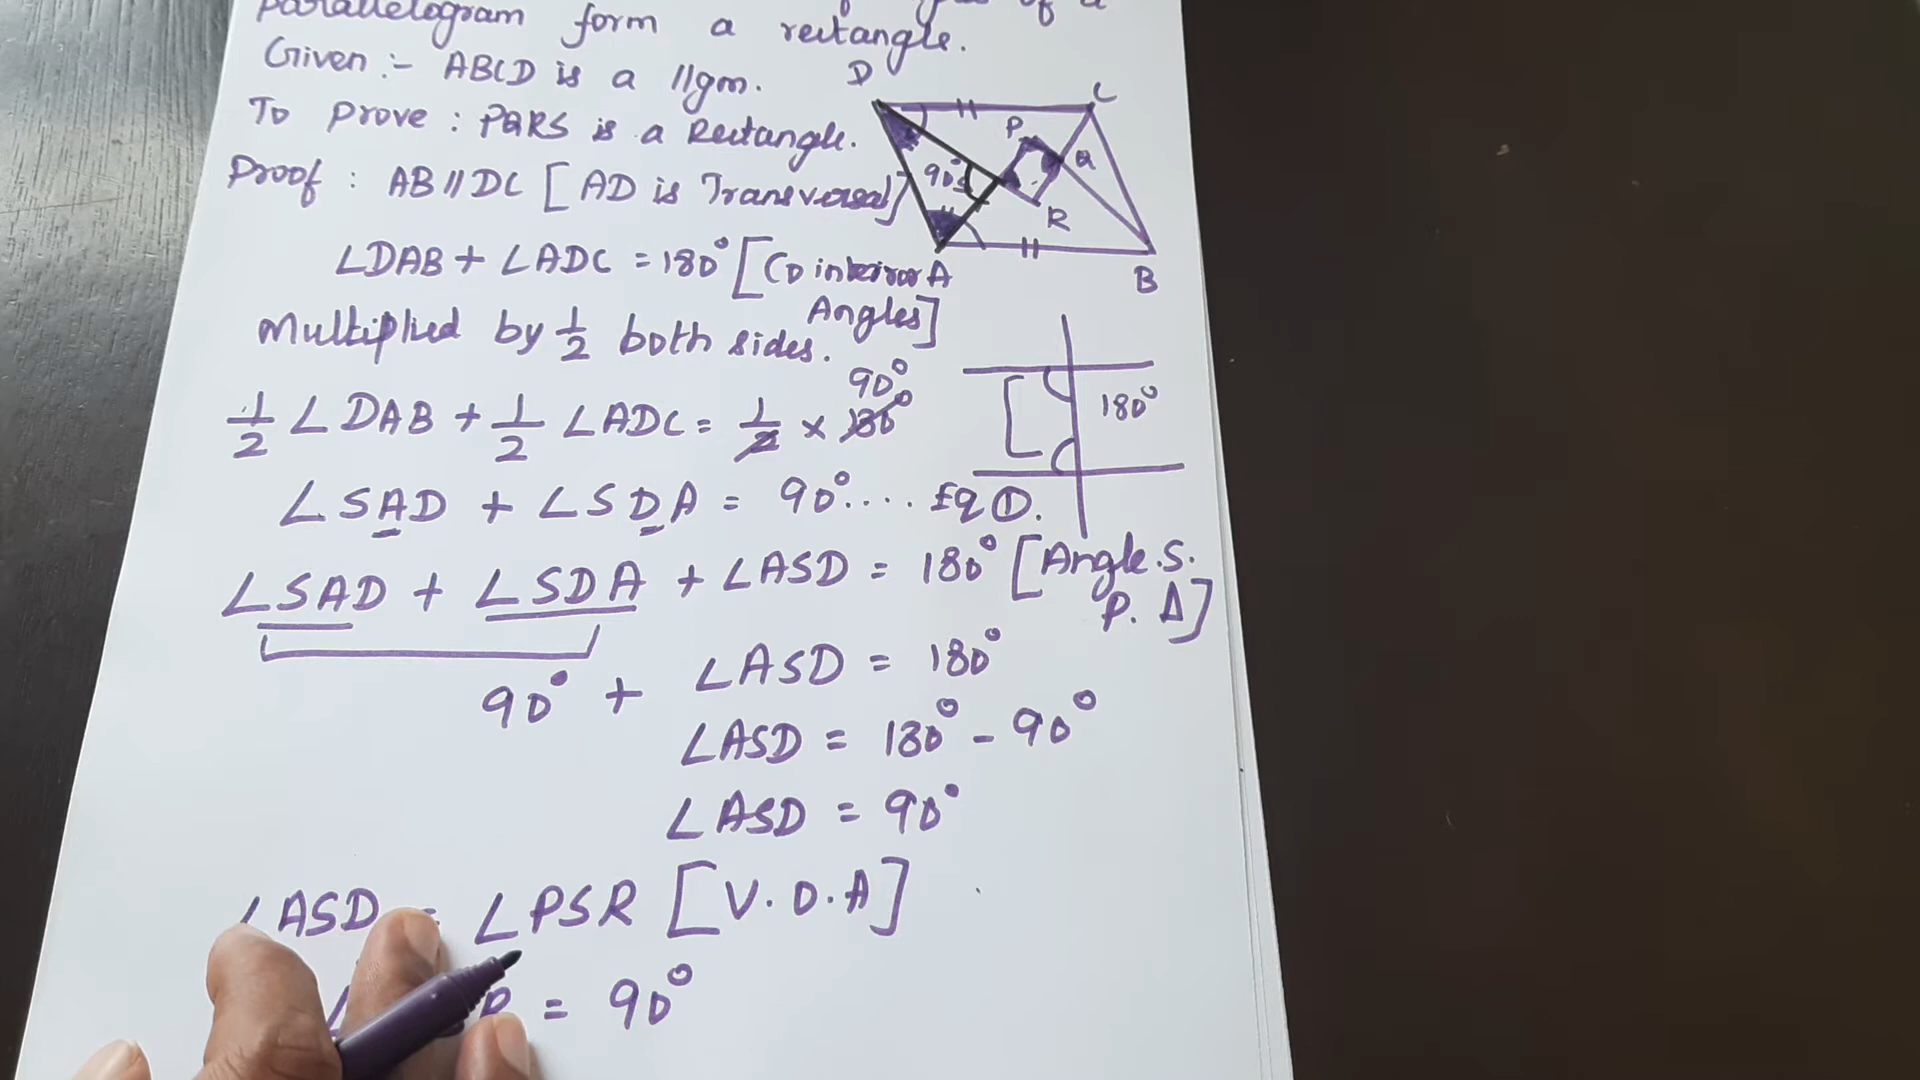 parallelogram form a rectangle.
Given :- ABCD is a ||gm.
To Prove : PQRS is a Rectangle.
Proof : AB || DC [AD is Transversal]
∠DAB + ∠ADC = 180° [Co interior A
Angles]
Multiplied by 1/2 both sides.
90°
1/2 ∠DAB + 1/2 ∠ADC = 1/2 × 180°
∠SAD + ∠SDA = 90°.... Eq ①.
∠SAD + ∠SDA + ∠ASD = 180° [Angle.S.
P. Δ]
90° + ∠ASD = 180°
∠ASD = 180° - 90°
∠ASD = 90°
∠ASD = ∠PSR [V.O.A]
R = 90°
D
C
P
Q
90°
S
R
B
180°